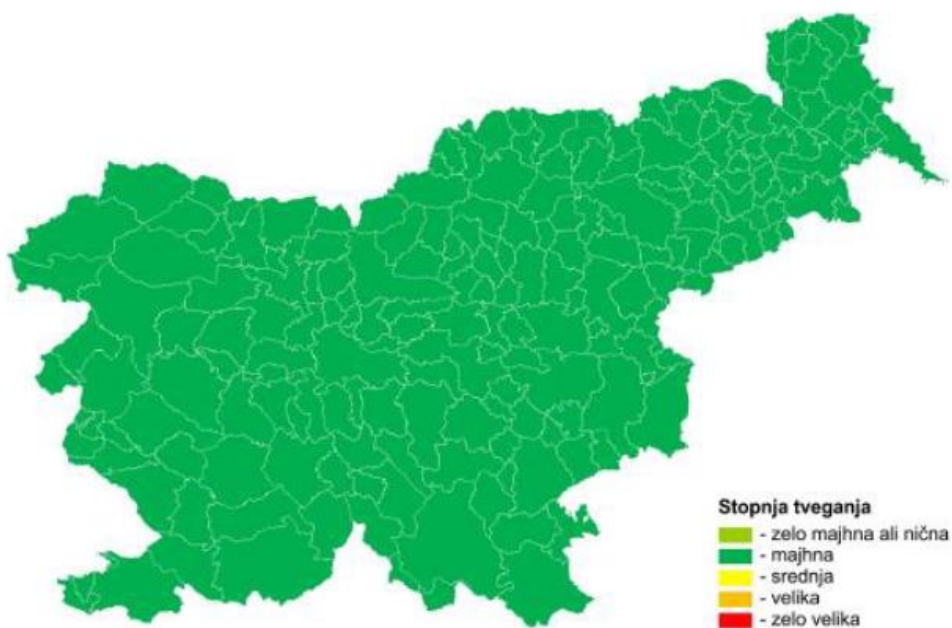 Stopnja tveganja
- zelo majhna ali nična
- majhna
- srednja
- velika
- zelo velika